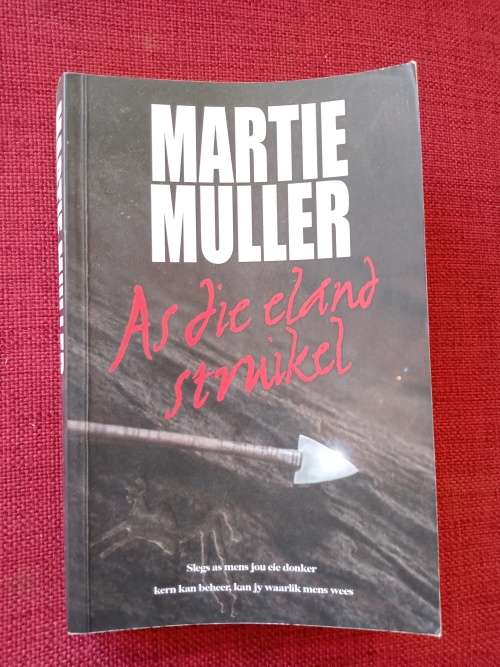 MARTIE
MULLER
As die eland
struikel
Slegs as mens jou eie donker
kern kan beheer, kan jy waarlik mens wees